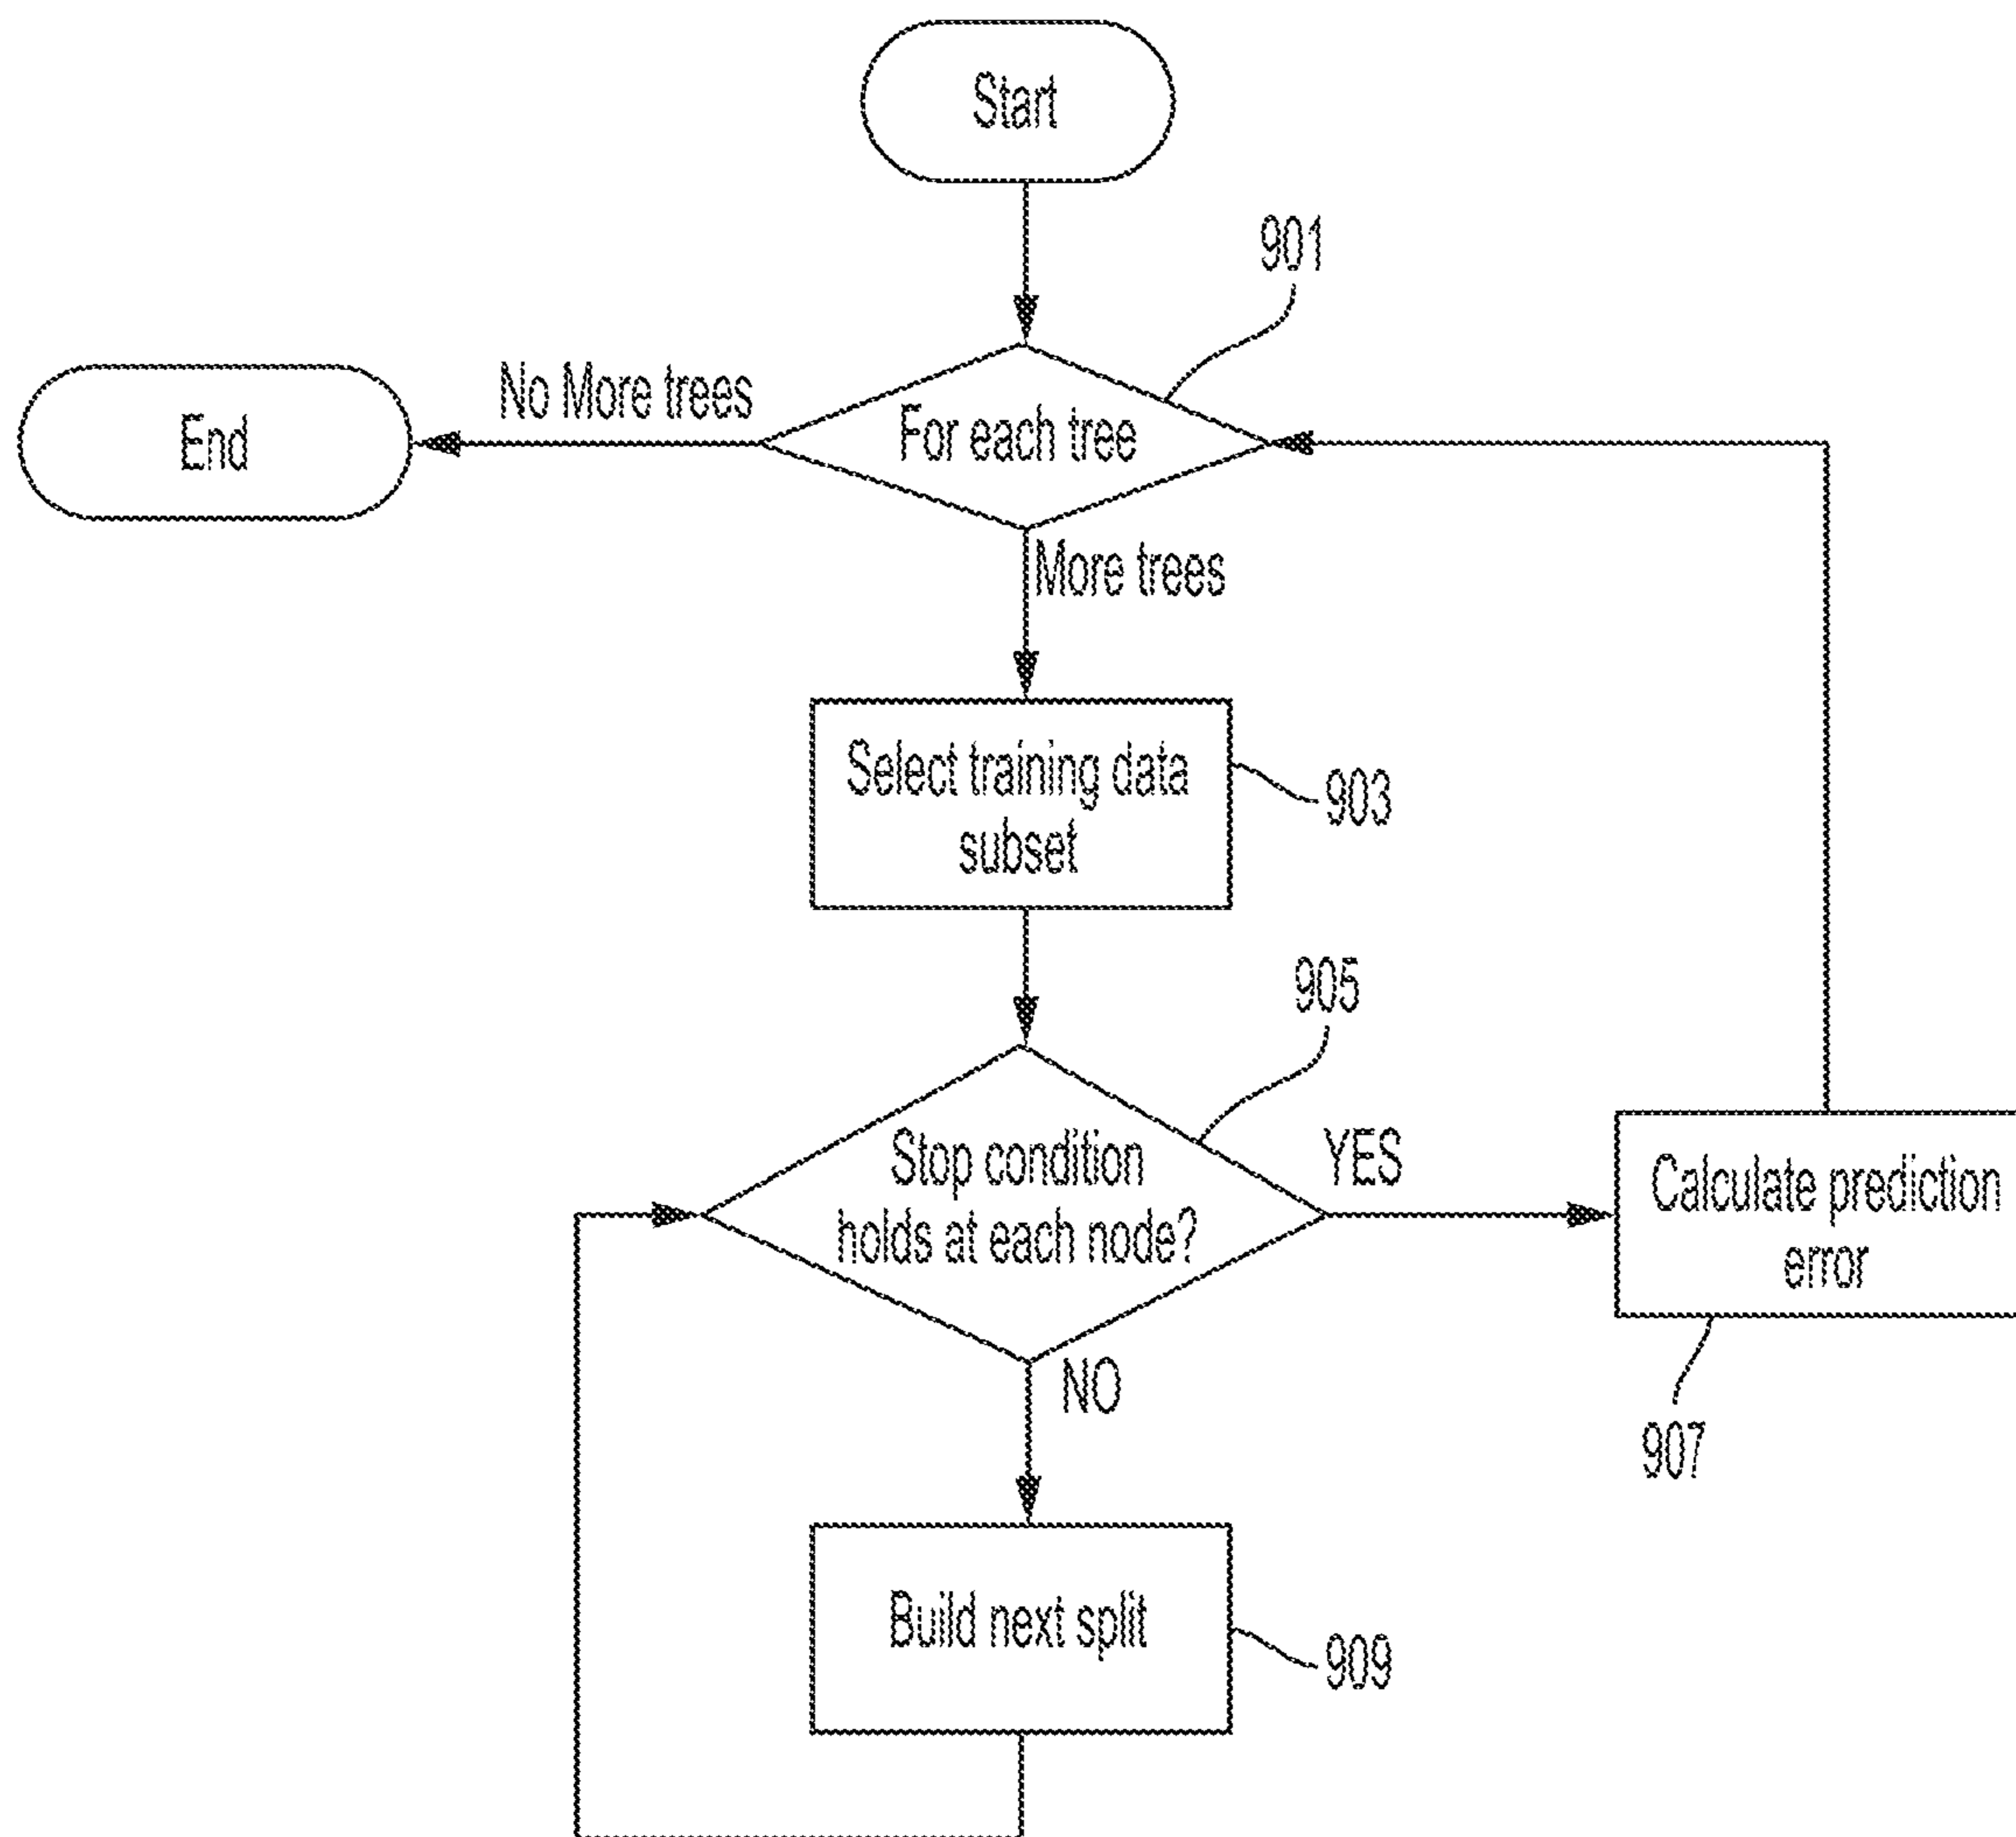 Start
901
No More trees
End
For each tree
More trees
Select training data
subset
903
905
Stop condition
holds at each node?
YES
Calculate prediction
error
NO
907
Build next split
909